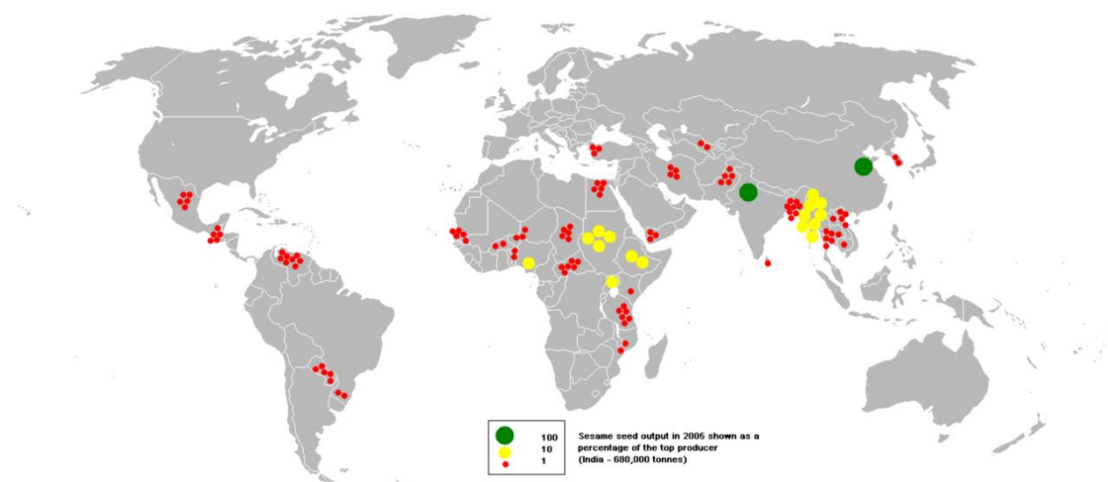 100
10
1
Sesame seed output in 2005 shown as a
percentage of the top producer
(India - 680,000 tonnes)